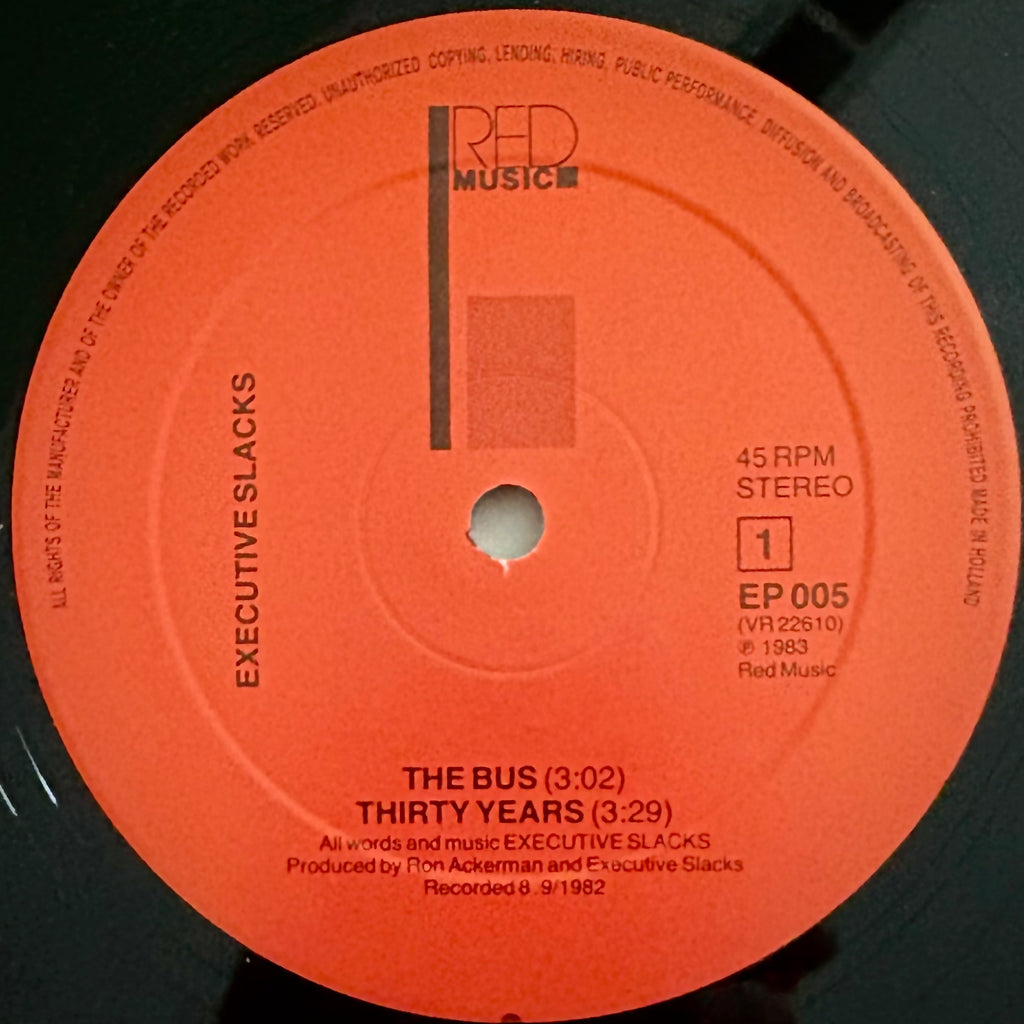 ALL RIGHTS OF THE MANUFACTURER AND OF THE OWNER OF THE RECORDED WORK RESERVED. UNAUTHORIZED COPYING, LENDING, HIRING, PUBLIC PERFORMANCE, DIFFUSION AND BROADCASTING OF THIS RECORDING PROHIBITED MADE IN HOLLAND
RED
MUSIC
EXECUTIVE SLACKS
45 RPM
STEREO
1
EP 005
(VR 22610)
℗ 1983
Red Music
THE BUS (3:02)
THIRTY YEARS (3:29)
All words and music EXECUTIVE SLACKS
Produced by Ron Ackerman and Executive Slacks
Recorded 8.9/1982